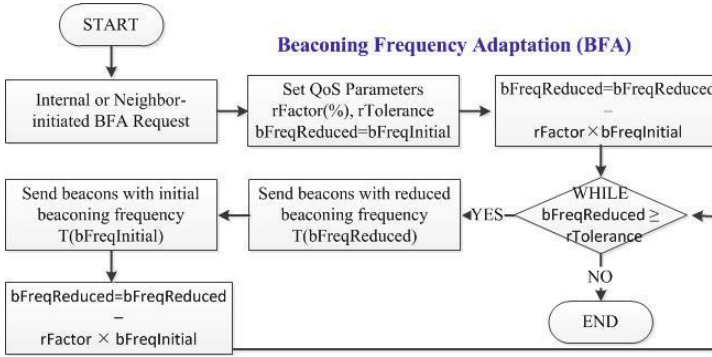 START
Beaconing Frequency Adaptation (BFA)
Internal or Neighbor-
initiated BFA Request
Set QoS Parameters
rFactor(%), rTolerance
bFreqReduced=bFreqInitial
bFreqReduced=bFreqReduced
–
rFactor×bFreqInitial
WHILE
bFreqReduced ≥
rTolerance
YES
Send beacons with reduced
beaconing frequency
T(bFreqReduced)
Send beacons with initial
beaconing frequency
T(bFreqInitial)
bFreqReduced=bFreqReduced
–
rFactor × bFreqInitial
NO
END